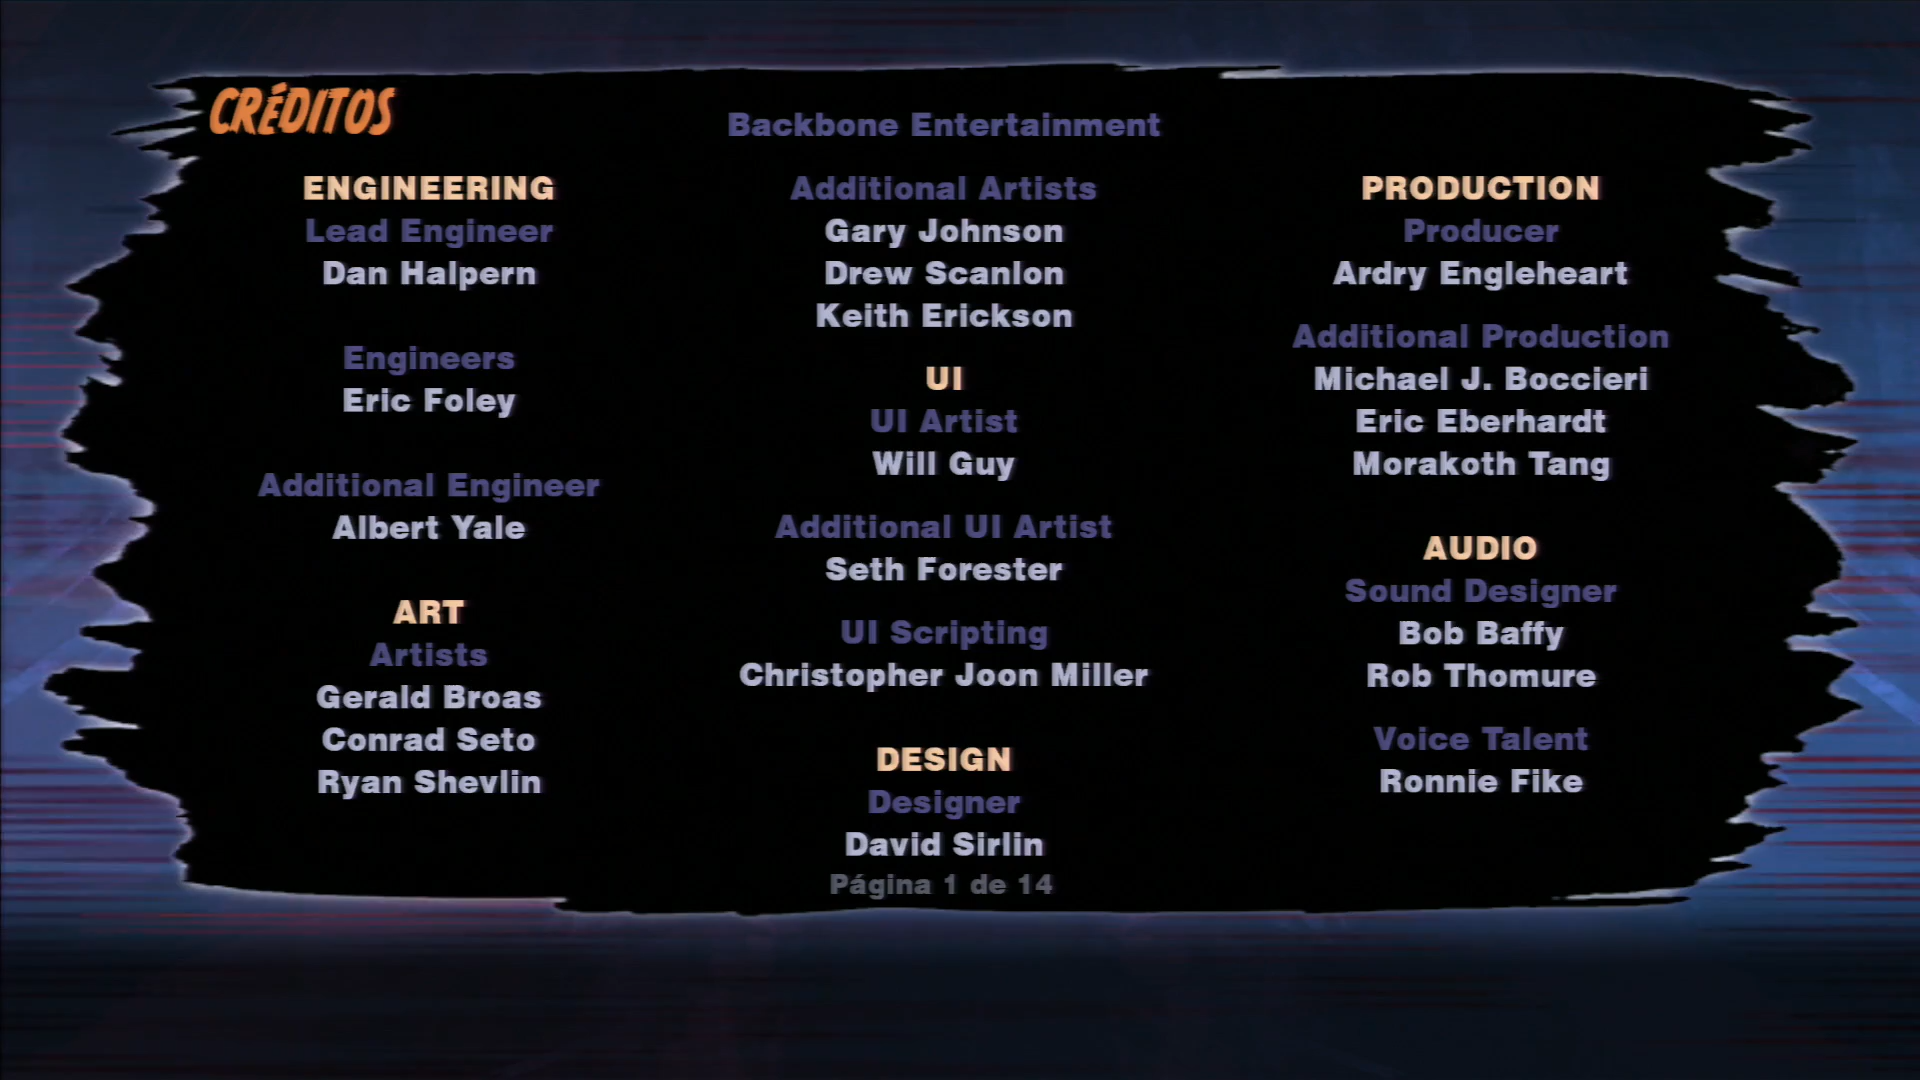 CRÉDITOS
Backbone Entertainment
ENGINEERING
Lead Engineer
Dan Halpern
Engineers
Eric Foley
Additional Engineer
Albert Yale
ART
Artists
Gerald Broas
Conrad Seto
Ryan Shevlin
Additional Artists
Gary Johnson
Drew Scanlon
Keith Erickson
UI
UI Artist
Will Guy
Additional UI Artist
Seth Forester
UI Scripting
Christopher Joon Miller
DESIGN
Designer
David Sirlin
PRODUCTION
Producer
Ardry Engleheart
Additional Production
Michael J. Boccieri
Eric Eberhardt
Morakoth Tang
AUDIO
Sound Designer
Bob Baffy
Rob Thomure
Voice Talent
Ronnie Fike
Página 1 de 14